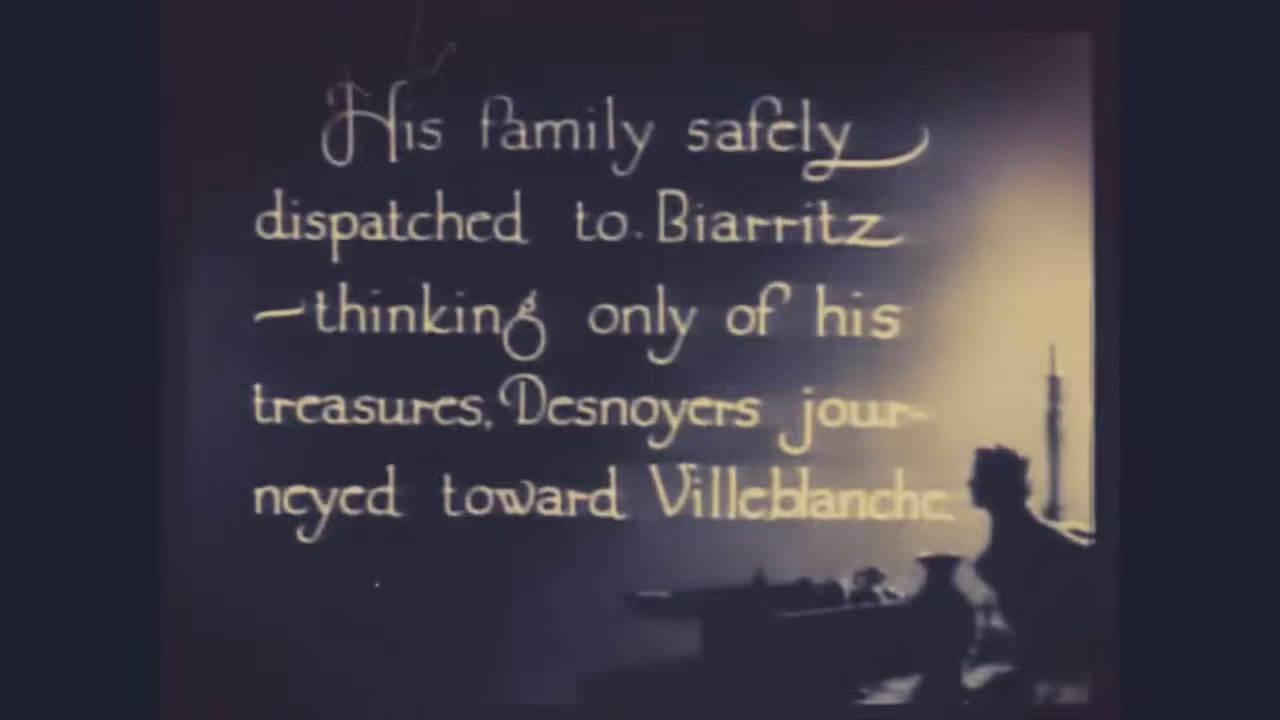 His family safely
dispatched to Biarritz
—thinking only of his
treasures, Desnoyers jour-
neyed toward Villeblanche